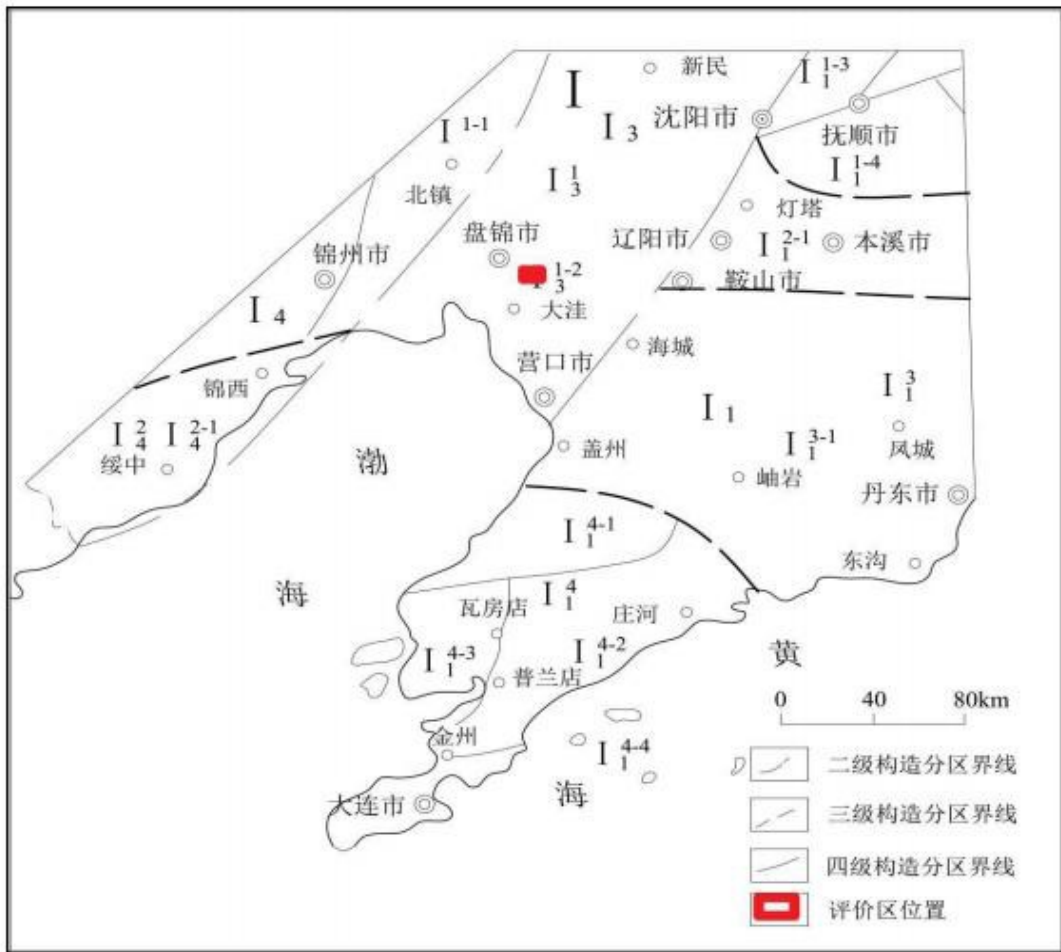 新民
I
I 1-3 1
I 3
沈阳市
抚顺市
I 1-1
北镇
I 1 3
I 1-4 1
灯塔
盘锦市
辽阳市
I 2-1 1
本溪市
锦州市
1-2 3
鞍山市
I 4
大洼
海城
锦西
营口市
I 3 1
I 1
I 2 4
I 2-1 4
绥中
渤
盖州
I 3-1 1
凤城
岫岩
丹东市
I 4-1 1
东沟
海
I 4 1
瓦房店
庄河
I 4-3 1
I 4-2 1
黄
普兰店
0 40 80km
金州
I 4-4 1
海
大连市
二级构造分区界线
三级构造分区界线
四级构造分区界线
评价区位置